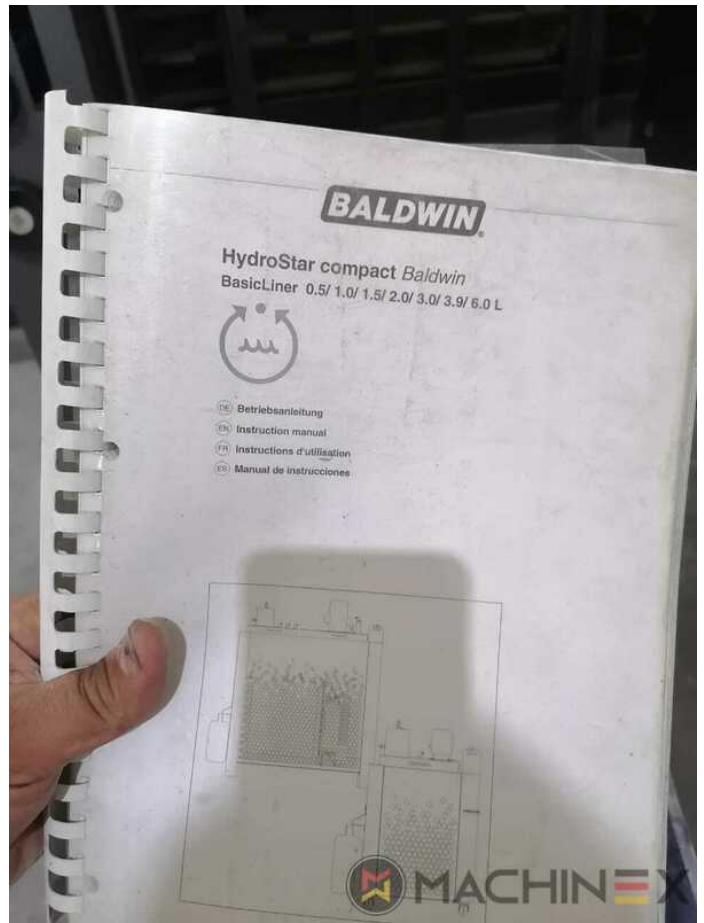 BALDWIN®
HydroStar compact Baldwin
BasicLiner 0.5/ 1.0/ 1.5/ 2.0/ 3.0/ 3.9/ 6.0 L
DE Betriebsanleitung
EN Instruction manual
FR Instructions d'utilisation
ES Manual de instrucciones
MACHINEX